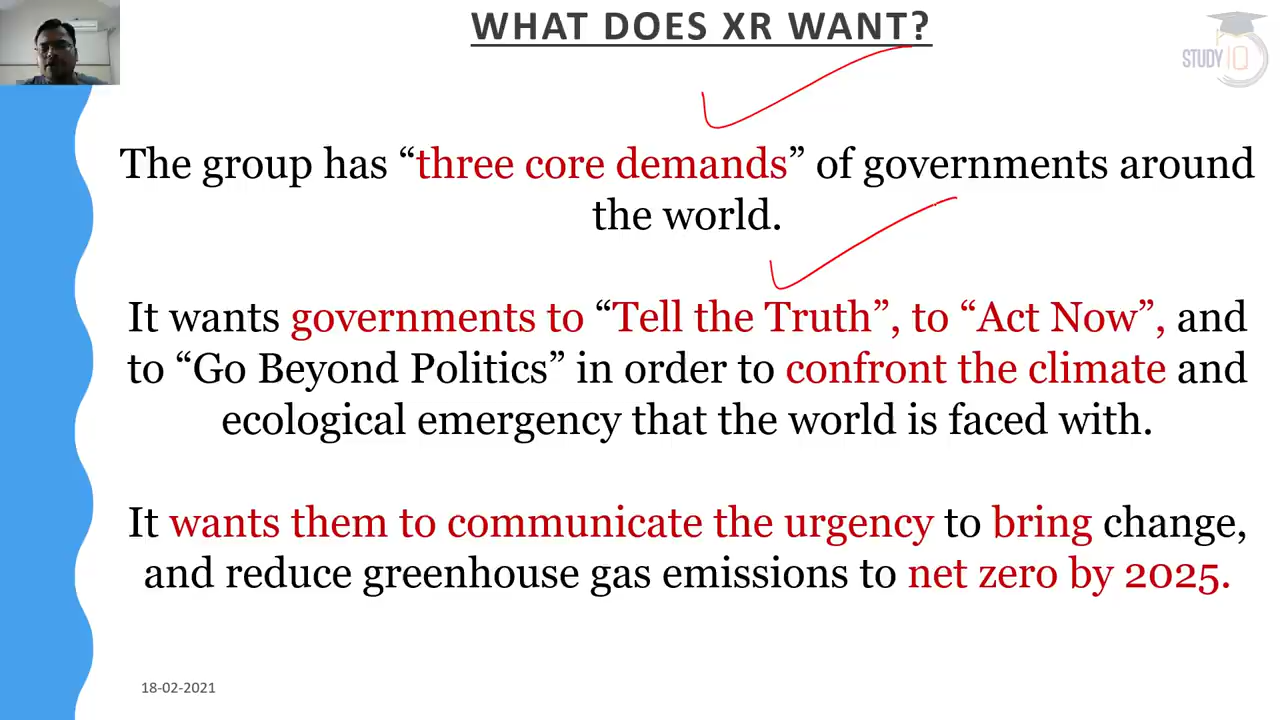 WHAT DOES XR WANT?
STUDY IQ
The group has “three core demands” of governments around
the world.
It wants governments to “Tell the Truth”, to “Act Now”, and
to “Go Beyond Politics” in order to confront the climate and
ecological emergency that the world is faced with.
It wants them to communicate the urgency to bring change,
and reduce greenhouse gas emissions to net zero by 2025.
18-02-2021